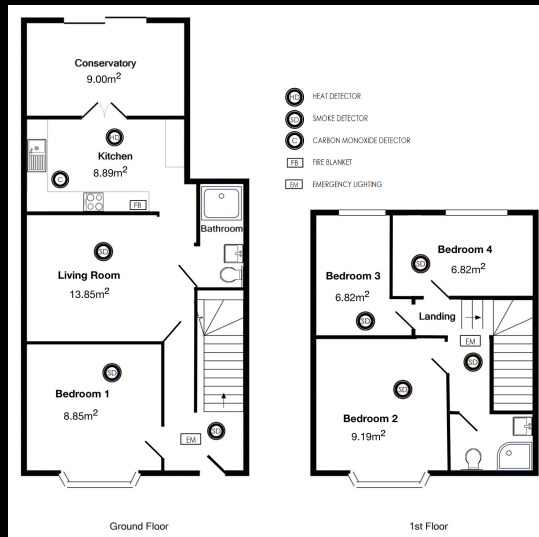 Conservatory
9.00m²
HD
Kitchen
8.89m²
C
FB
Bathroom
SD
Living Room
13.85m²
SD
Bedroom 1
8.85m²
SD
EM
Ground Floor
HD HEAT DETECTOR
SD SMOKE DETECTOR
C CARBON MONOXIDE DETECTOR
FB FIRE BLANKET
EM EMERGENCY LIGHTING
Bedroom 4
SD
6.82m²
Bedroom 3
6.82m²
SD
Landing
EM
SD
SD
Bedroom 2
9.19m²
1st Floor